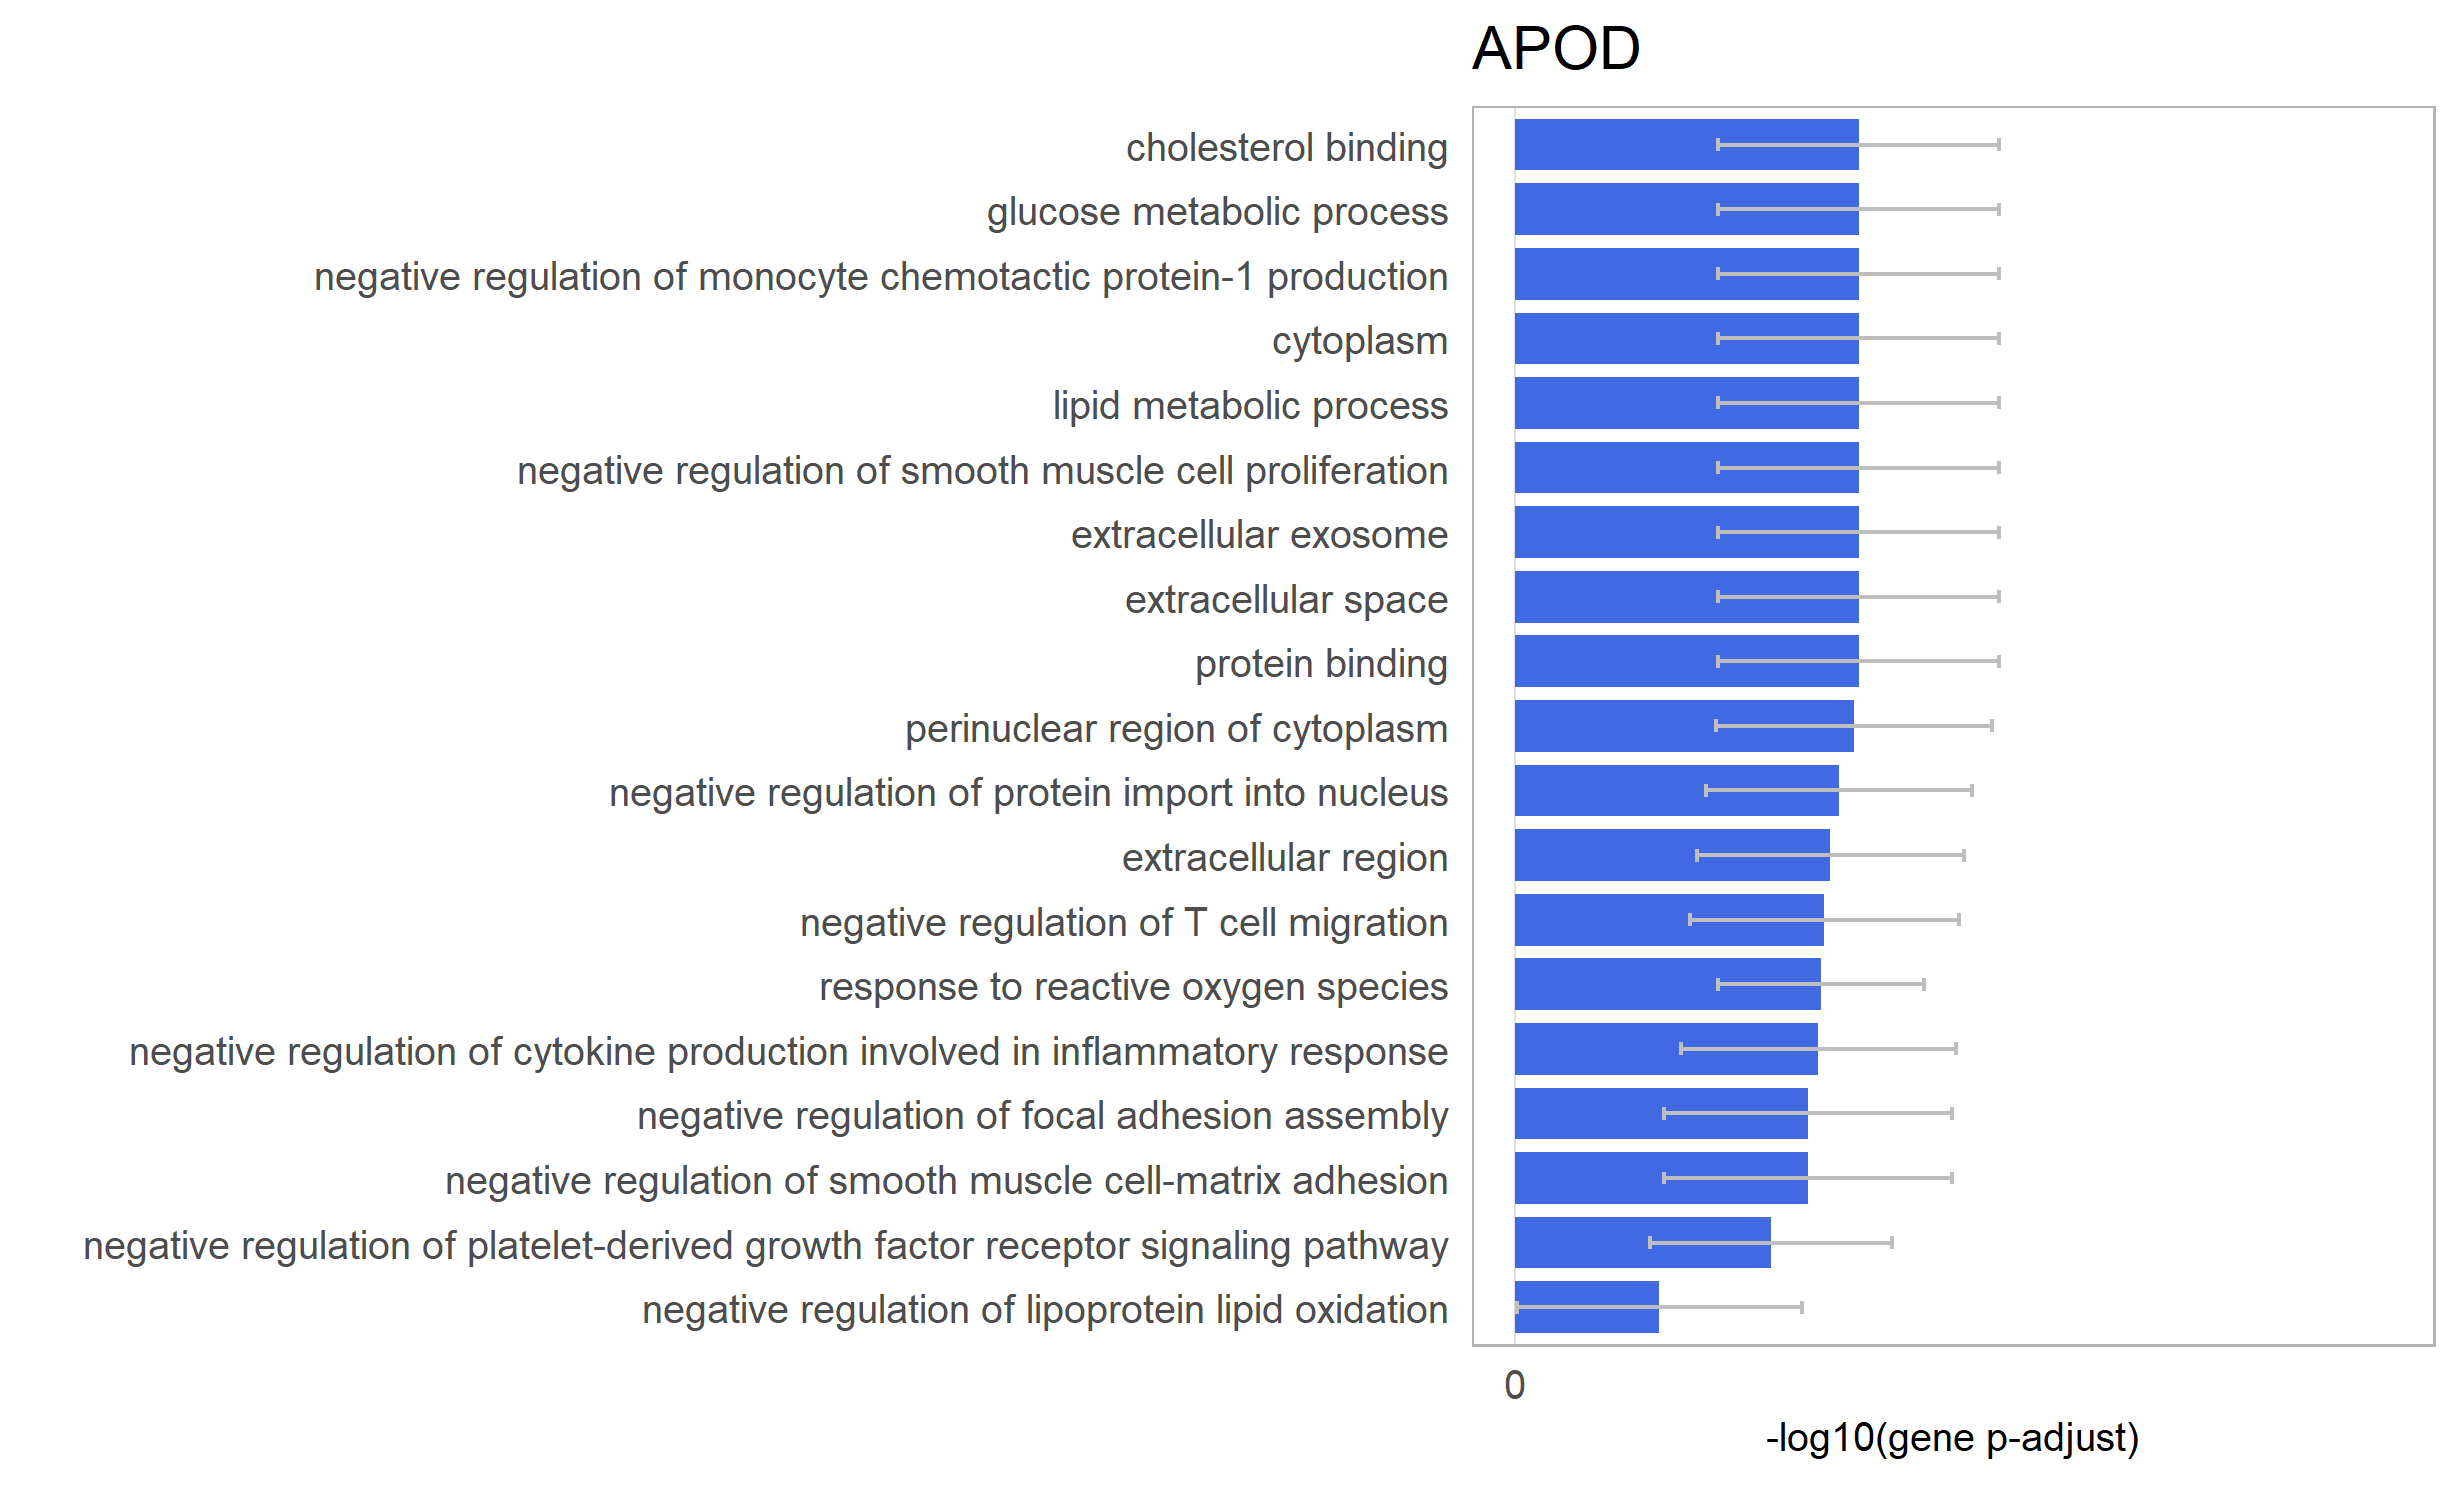 APOD
cholesterol binding
glucose metabolic process
negative regulation of monocyte chemotactic protein-1 production
cytoplasm
lipid metabolic process
negative regulation of smooth muscle cell proliferation
extracellular exosome
extracellular space
protein binding
perinuclear region of cytoplasm
negative regulation of protein import into nucleus
extracellular region
negative regulation of T cell migration
response to reactive oxygen species
negative regulation of cytokine production involved in inflammatory response
negative regulation of focal adhesion assembly
negative regulation of smooth muscle cell-matrix adhesion
negative regulation of platelet-derived growth factor receptor signaling pathway
negative regulation of lipoprotein lipid oxidation
0
-log10(gene p-adjust)